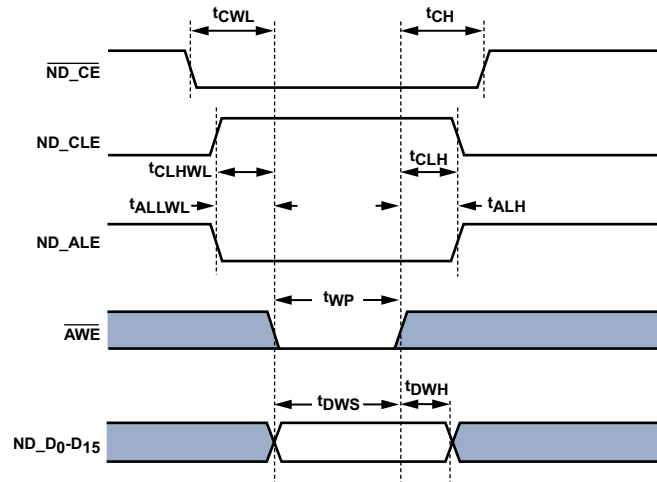 tCWL tCH
ND_CE
ND_CLE
tCLHWL tCLH
tALLWL tALH
ND_ALE
tWP
AWE
tDWS tDWH
ND_D0-D15